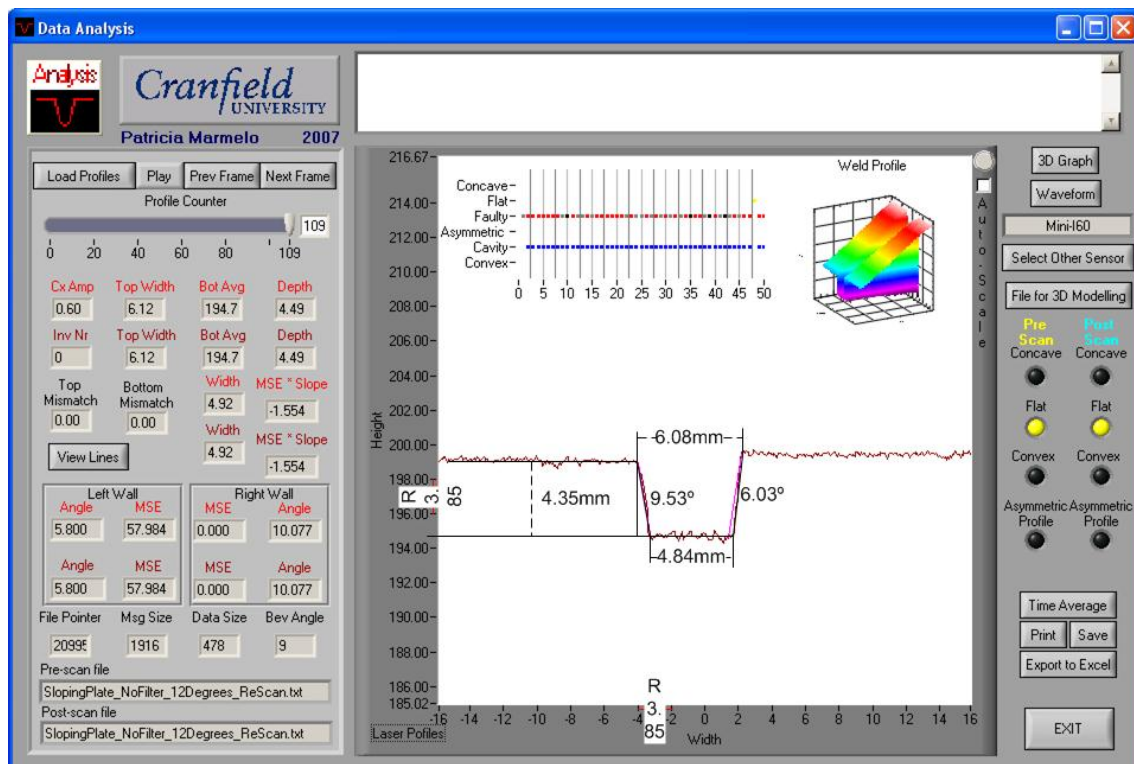 Data Analysis
Analysis
Cranfield
UNIVERSITY
Patricia Marmelo 2007
Load Profiles Play Prev Frame Next Frame
Profile Counter
109
0 20 40 60 80 109
Cx Amp Top Width Bot Avg Depth
0.60 6.12 194.7 4.49
Inv Nr Top Width Bot Avg Depth
0 6.12 194.7 4.49
Top Mismatch Bottom Mismatch Width MSE * Slope
0.00 0.00 4.92 -1.554
Width MSE * Slope
4.92 -1.554
View Lines
Left Wall Right Wall
Angle MSE MSE Angle
5.800 57.984 0.000 10.077
Angle MSE MSE Angle
5.800 57.984 0.000 10.077
File Pointer Msg Size Data Size Bev Angle
1916 478 9
Pre-scan file
SlopingPlate_NoFilter_12Degrees_ReScan.txt
Post-scan file
SlopingPlate_NoFilter_12Degrees_ReScan.txt
216.67
214.00
212.00
210.00
208.00
206.00
204.00
202.00
200.00
198.00
196.00
194.00
192.00
190.00
188.00
186.00
185.02
Height
Concave
Flat
Faulty
Asymmetric
Cavity
Convex
0 5 10 15 20 25 30 35 40 45 50
Weld Profile
Auto-Scale
6.08mm
R
3.
85
4.35mm
9.53º
6.03º
4.84mm
R
3.
85
-16 -14 -12 -10 -8 -6 -4 -2 0 2 4 6 8 10 12 14 16
Width
Laser Pofiles
3D Graph
Waveform
Mini-I60
Select Other Sensor
File for 3D Modelling
Pre Scan Post Scan
Concave Concave
Flat Flat
Convex Convex
Asymmetric Profile Asymmetric Profile
Time Average
Print Save
Export to Excel
EXIT